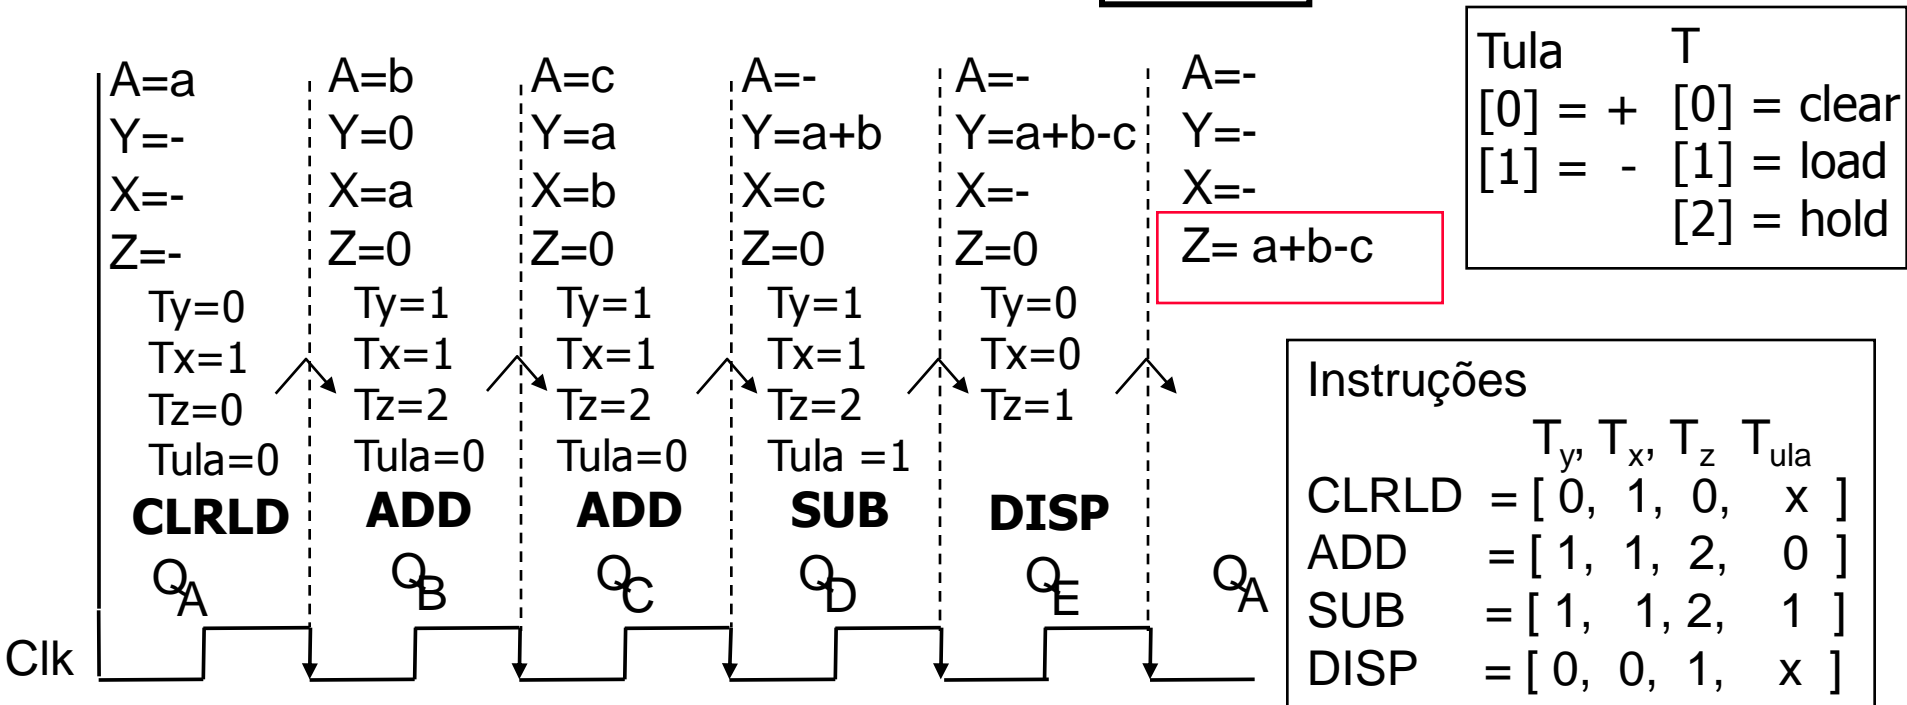 A=a
Y=-
X=-
Z=-
Ty=0
Tx=1
Tz=0
Tula=0
CLRLD
QA
A=b
Y=0
X=a
Z=0
Ty=1
Tx=1
Tz=2
Tula=0
ADD
QB
A=c
Y=a
X=b
Z=0
Ty=1
Tx=1
Tz=2
Tula=0
ADD
QC
A=-
Y=a+b
X=c
Z=0
Ty=1
Tx=1
Tz=2
Tula =1
SUB
QD
A=-
Y=a+b-c
X=-
Z=0
Ty=0
Tx=0
Tz=1
DISP
QE
A=-
Y=-
X=-
Z= a+b-c
QA
Clk
Tula T
[0] = + [0] = clear
[1] = - [1] = load
[2] = hold
Instruções
Ty, Tx, Tz Tula
CLRLD = [ 0, 1, 0, x ]
ADD = [ 1, 1, 2, 0 ]
SUB = [ 1, 1, 2, 1 ]
DISP = [ 0, 0, 1, x ]